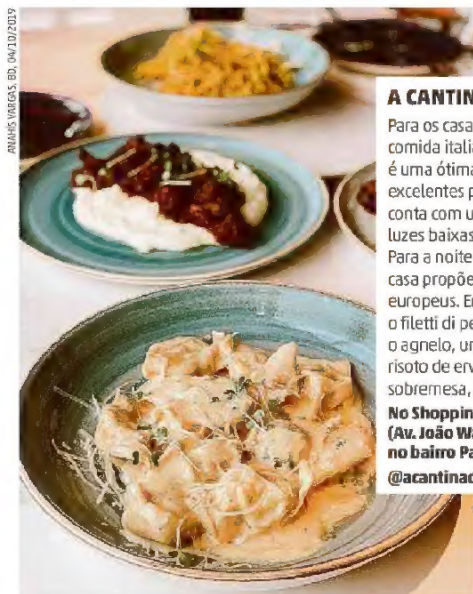 ANAHIS VARGAS, BD, 04/10/2019
A CANTIN
Para os casa
comida italia
é uma ótima
excelentes p
conta com u
luzes baixas
Para a noite
casa propõe
europeus. E
o filetti di pe
o agnelo, ur
risoto de erv
sobremesa,
No Shoppin
(Av. João Wa
no bairro Pa
@acantinac